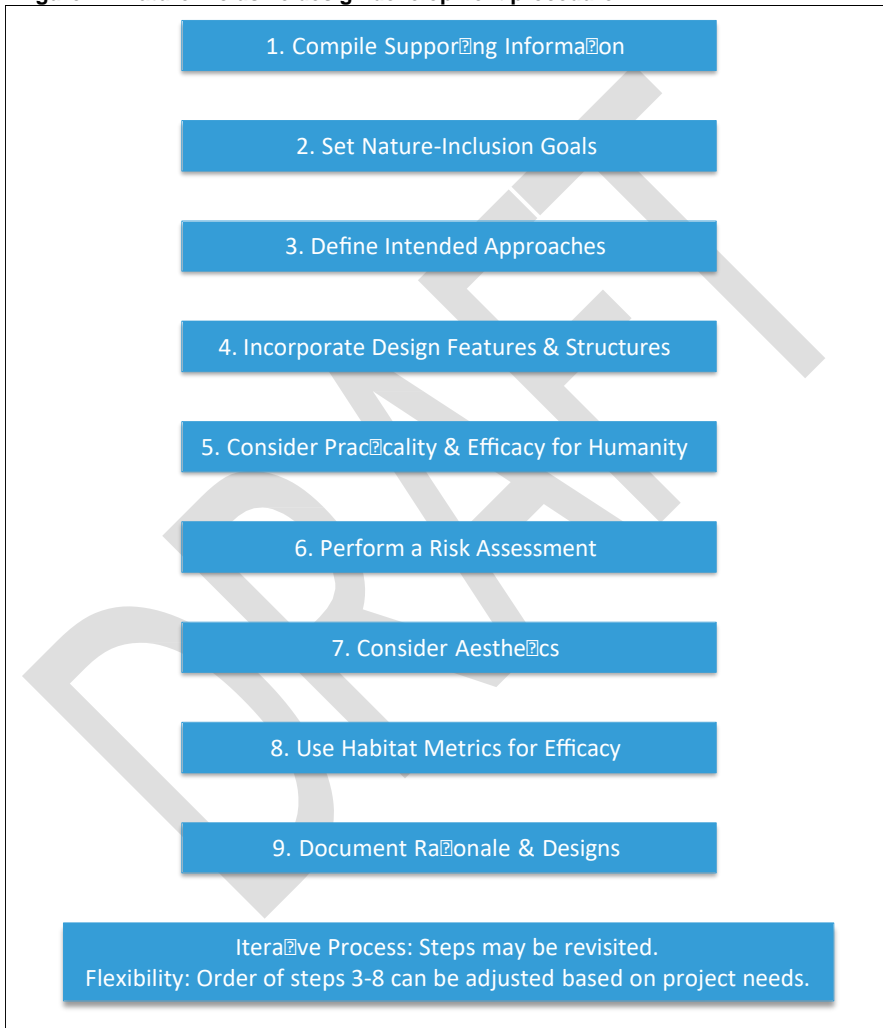 design development procedure
1. Compile Suppor⍰ng Informa⍰on
2. Set Nature-Inclusion Goals
3. Define Intended Approaches
4. Incorporate Design Features & Structures
5. Consider Prac⍰cality & Efficacy for Humanity
6. Perform a Risk Assessment
7. Consider Aesthe⍰cs
8. Use Habitat Metrics for Efficacy
9. Document Ra⍰onale & Designs
Itera⍰ve Process: Steps may be revisited.
Flexibility: Order of steps 3-8 can be adjusted based on project needs.
DRAFT